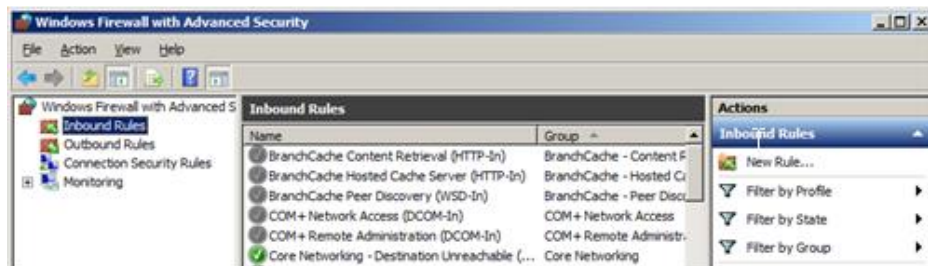 Windows Firewall with Advanced Security
File Action View Help
Windows Firewall with Advanced S
Inbound Rules
Outbound Rules
Connection Security Rules
Monitoring
Inbound Rules
Name Group
BranchCache Content Retrieval (HTTP-In) BranchCache - Content R
BranchCache Hosted Cache Server (HTTP-In) BranchCache - Hosted Ca
BranchCache Peer Discovery (WSD-In) BranchCache - Peer Disco
COM+ Network Access (DCOM-In) COM+ Network Access
COM+ Remote Administration (DCOM-In) COM+ Remote Administr
Core Networking - Destination Unreachable (... Core Networking
Actions
Inbound Rules
New Rule...
Filter by Profile
Filter by State
Filter by Group